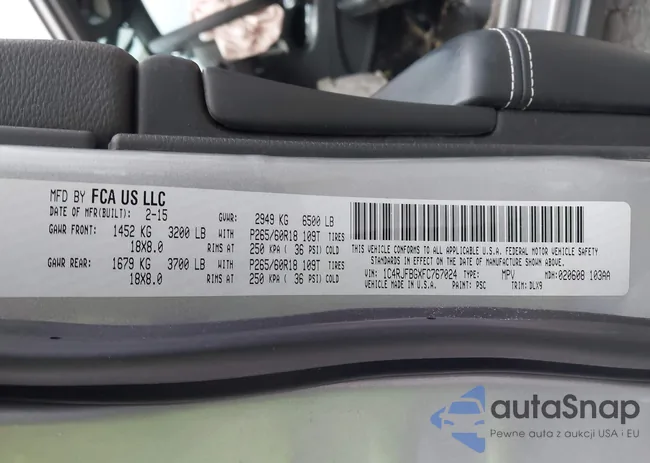 MFD BY FCA US LLC
DATE OF MFR(BUILT): 2-15 GVWR: 2949 KG 6500 LB
GAWR FRONT: 1452 KG 3200 LB WITH P265/60R18 109T TIRES
18X8.0 RIMS AT 250 KPA ( 36 PSI) COLD
GAWR REAR: 1679 KG 3700 LB WITH P265/60R18 109T TIRES
18X8.0 RIMS AT 250 KPA ( 36 PSI) COLD
THIS VEHICLE CONFORMS TO ALL APPLICABLE U.S.A. FEDERAL MOTOR VEHICLE SAFETY
STANDARDS IN EFFECT ON THE DATE OF MANUFACTURE SHOWN ABOVE.
VIN: 1C4RJFBGXFC767024 TYPE: MPV MDH: 020608 103AA
VEHICLE MADE IN U.S.A. PAINT: PSC TRIM: DLX9
autaSnap
Pewne auta z aukcji USA i EU